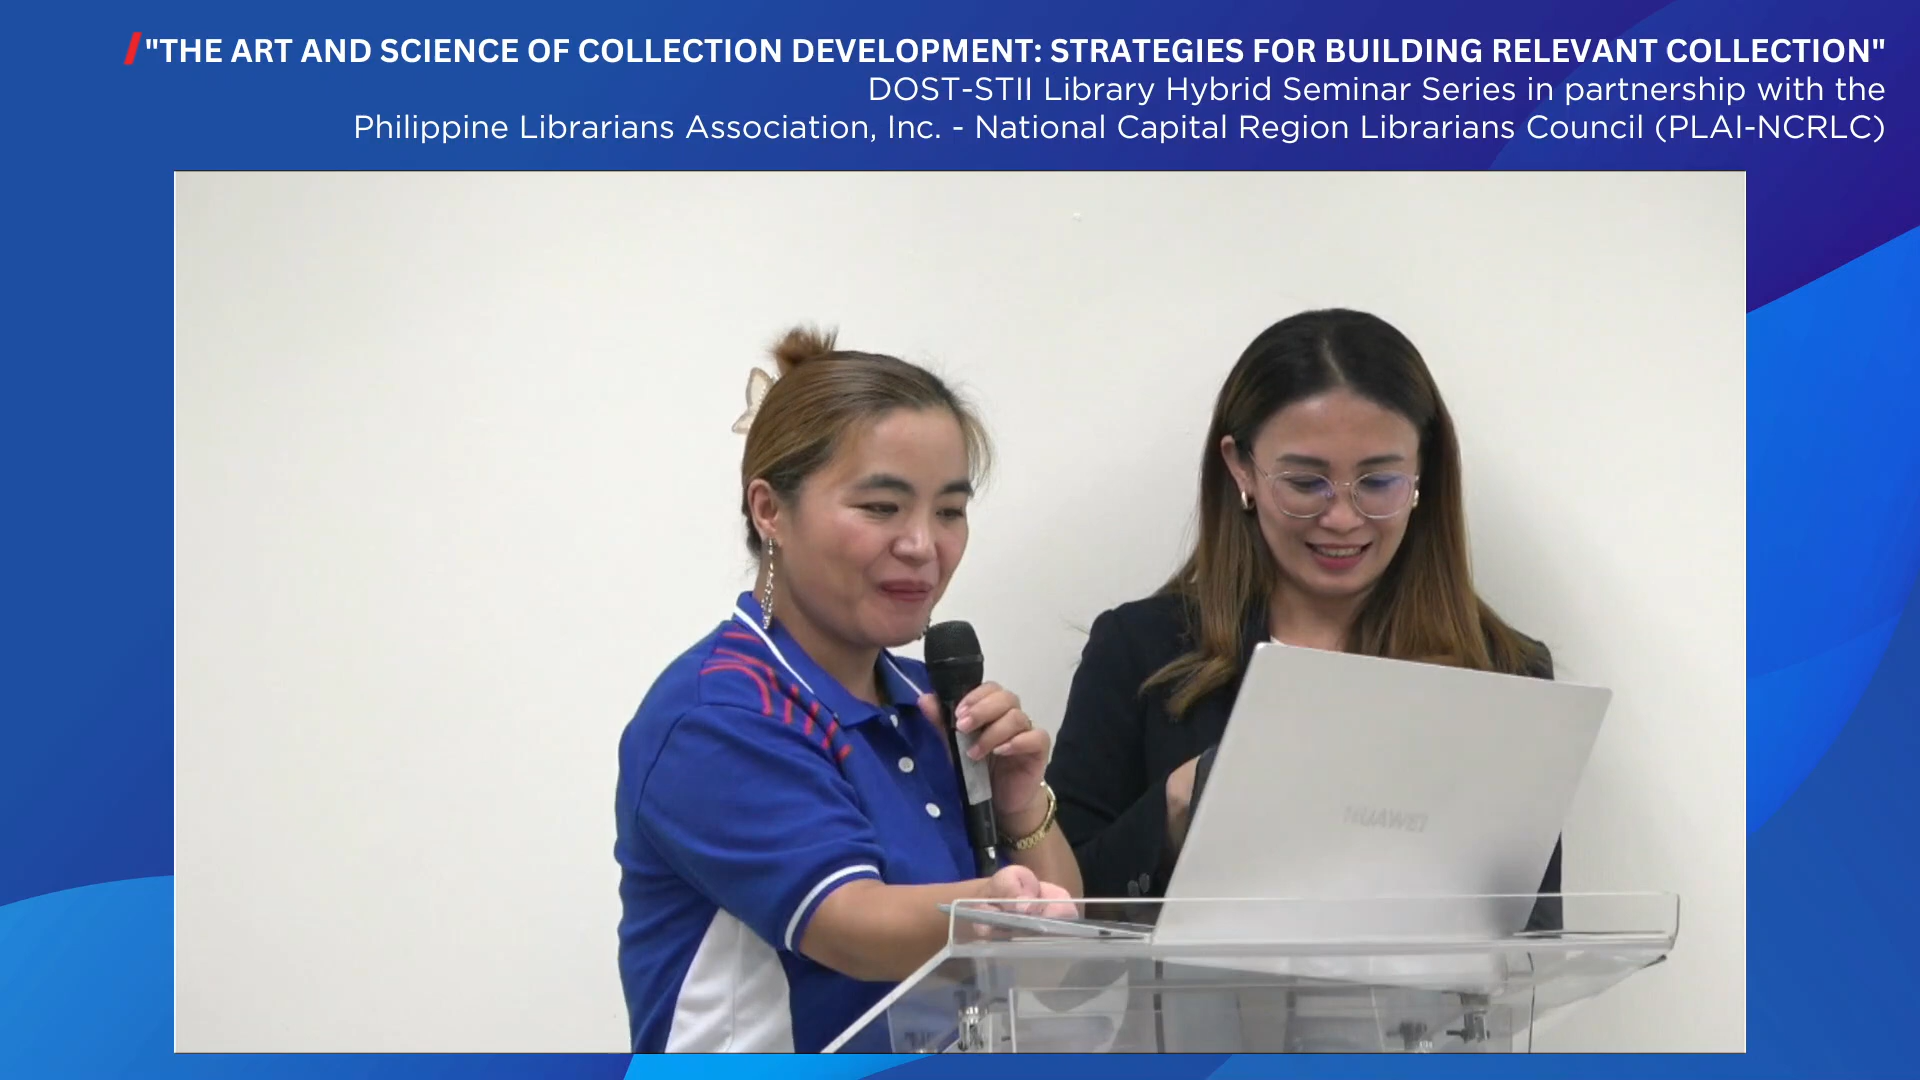 "THE ART AND SCIENCE OF COLLECTION DEVELOPMENT: STRATEGIES FOR BUILDING RELEVANT COLLECTION"
DOST-STII Library Hybrid Seminar Series in partnership with the
Philippine Librarians Association, Inc. - National Capital Region Librarians Council (PLAI-NCRLC)
HUAWEI